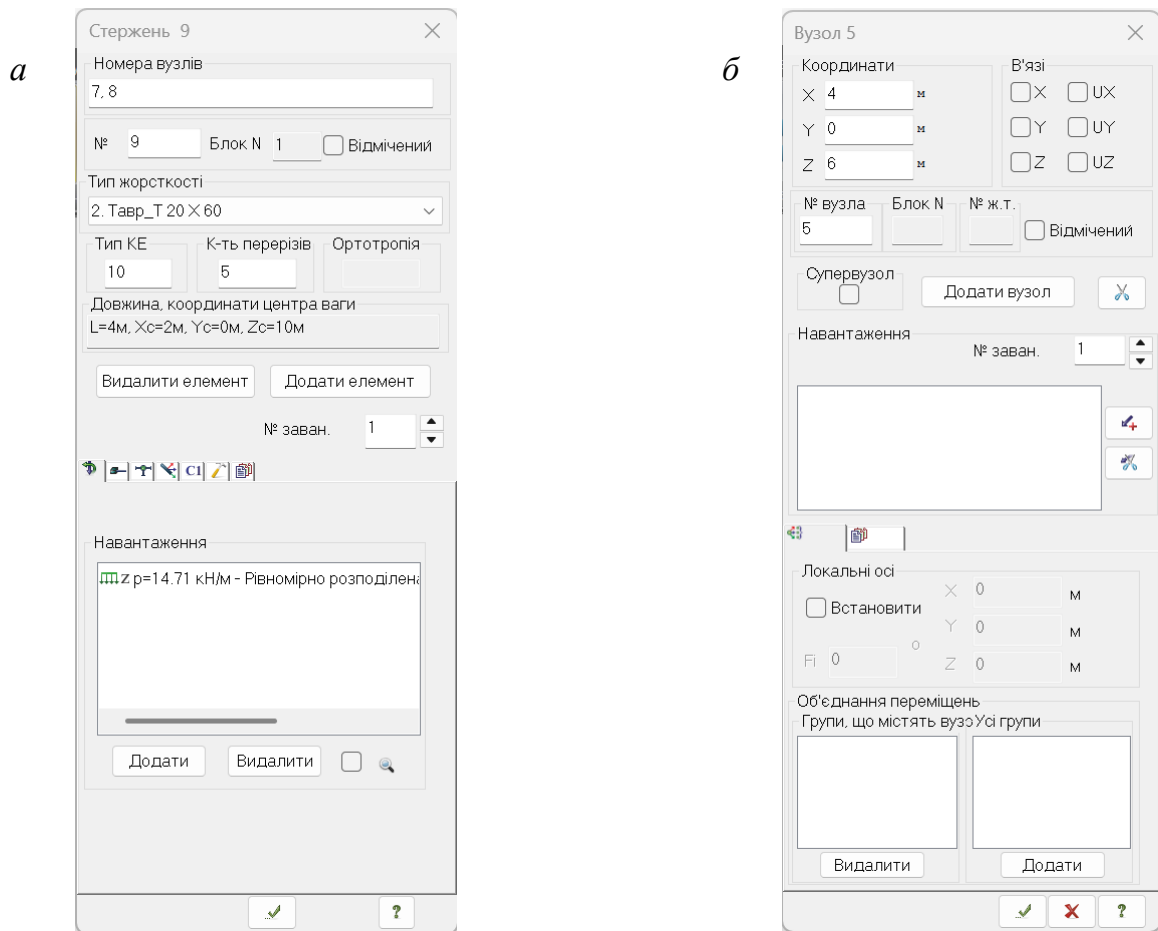 а
Стержень 9
Номера вузлів
7, 8
№ 9 Блок N 1 Відмічений
Тип жорсткості
2. Тавр_T 20 X 60
Тип КЕ К-ть перерізів Ортотропія
10 5
Довжина, координати центра ваги
L=4м, Xc=2м, Yc=0м, Zc=10м
Видалити елемент Додати елемент
№ заван. 1
C1
Навантаження
Z p=14.71 кН/м - Рівномірно розподілена
Додати Видалити
?
б
Вузол 5
Координати В'язі
X 4 м X UX
Y 0 м Y UY
Z 6 м Z UZ
№ вузла Блок N № ж.т.
5 Відмічений
Супервузол
Додати вузол
Навантаження
№ заван. 1
Локальні осі
X 0 м
Встановити
Y 0 м
Fi 0 o Z 0 м
Об'єднання переміщень
Групи, що містять вузо Усі групи
Видалити Додати
?